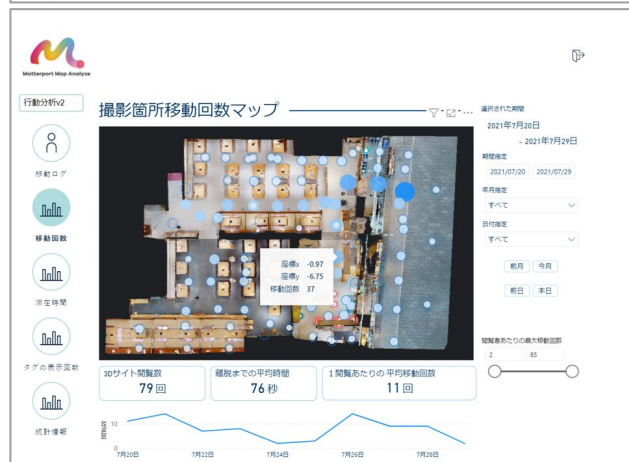 Matterport Map Analyze
行動分析v2
移動ログ
移動回数
滞在時間
タグの表示回数
統計情報
撮影箇所移動回数マップ
座標x -0.97
座標y -6.75
移動回数 37
3Dサイト閲覧数
79 回
離脱までの平均時間
76 秒
1閲覧あたりの 平均移動回数
11 回
閲覧数
10
0
7月20日 7月22日 7月24日 7月26日 7月28日
選択された期間
2021年7月20日
- 2021年7月29日
期間指定
2021/07/20 2021/07/29
年月指定
すべて
日付指定
すべて
前月 今月
前日 本日
閲覧者あたりの最大移動回数
2 85